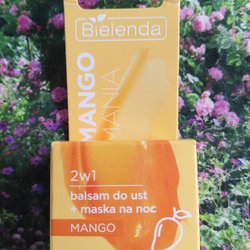 Bielenda
MANGO
MANIA
2w1
balsam do ust
+ maska na noc
MANGO